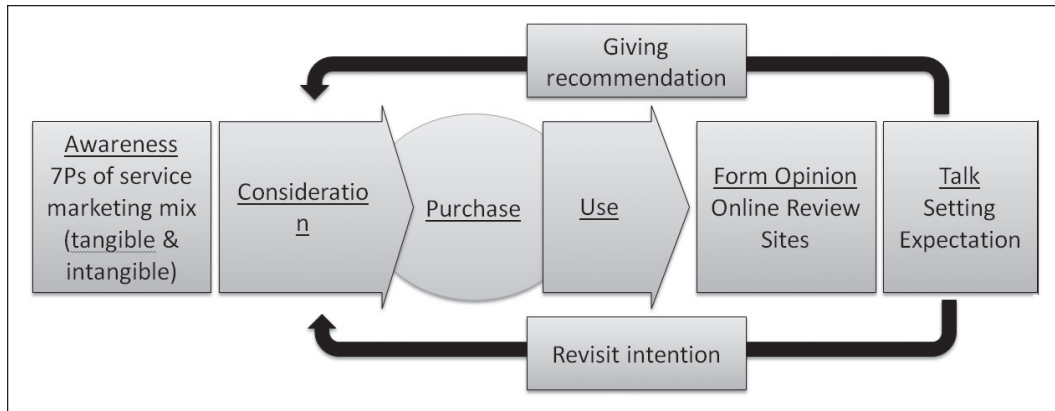 Giving
recommendation
Awareness
7Ps of service
marketing mix
(tangible &
intangible)
Consideratio
n
Purchase
Use
Form Opinion
Online Review
Sites
Talk
Setting
Expectation
Revisit intention